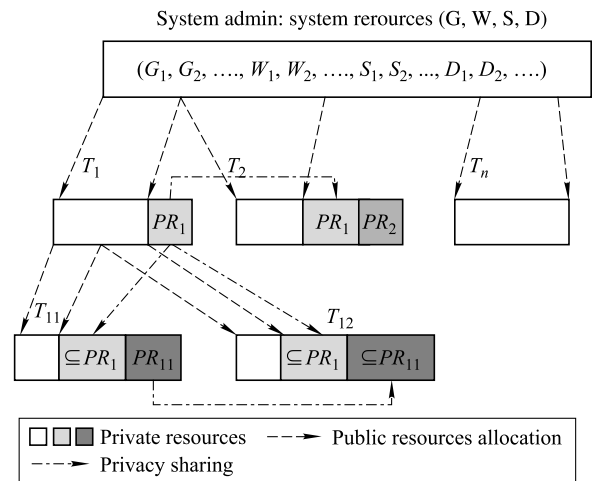 System admin: system rerources (G, W, S, D)
(G₁, G₂, …., W₁, W₂, …., S₁, S₂, ..., D₁, D₂, ….)
T₁ T₂ Tₙ
PR₁ PR₁ PR₂
T₁₁ T₁₂
⊆PR₁ PR₁₁ ⊆PR₁ ⊆PR₁₁
Private resources Public resources allocation
Privacy sharing